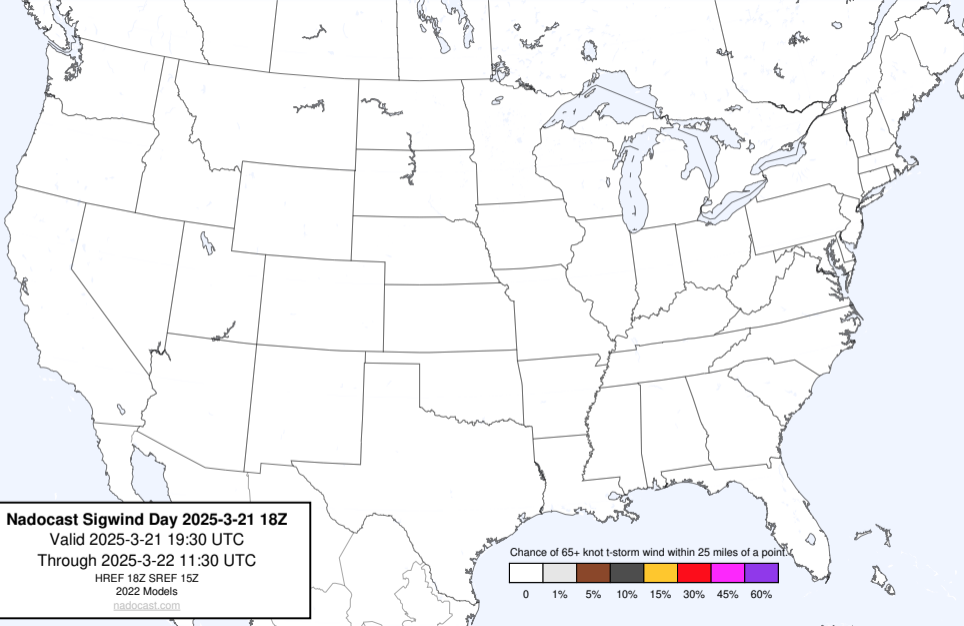 Nadocast Sigwind Day 2025-3-21 18Z
Valid 2025-3-21 19:30 UTC
Through 2025-3-22 11:30 UTC
HREF 18Z SREF 15Z
2022 Models
nadocast.com
Chance of 65+ knot t-storm wind within 25 miles of a point.
0 1% 5% 10% 15% 30% 45% 60%